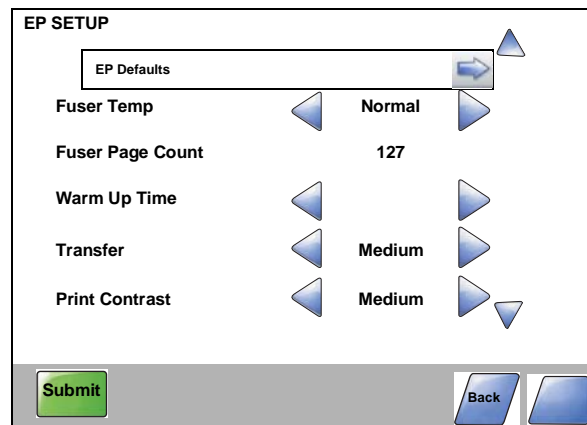 EP SETUP
EP Defaults
Fuser Temp Normal
Fuser Page Count 127
Warm Up Time
Transfer Medium
Print Contrast Medium
Submit Back